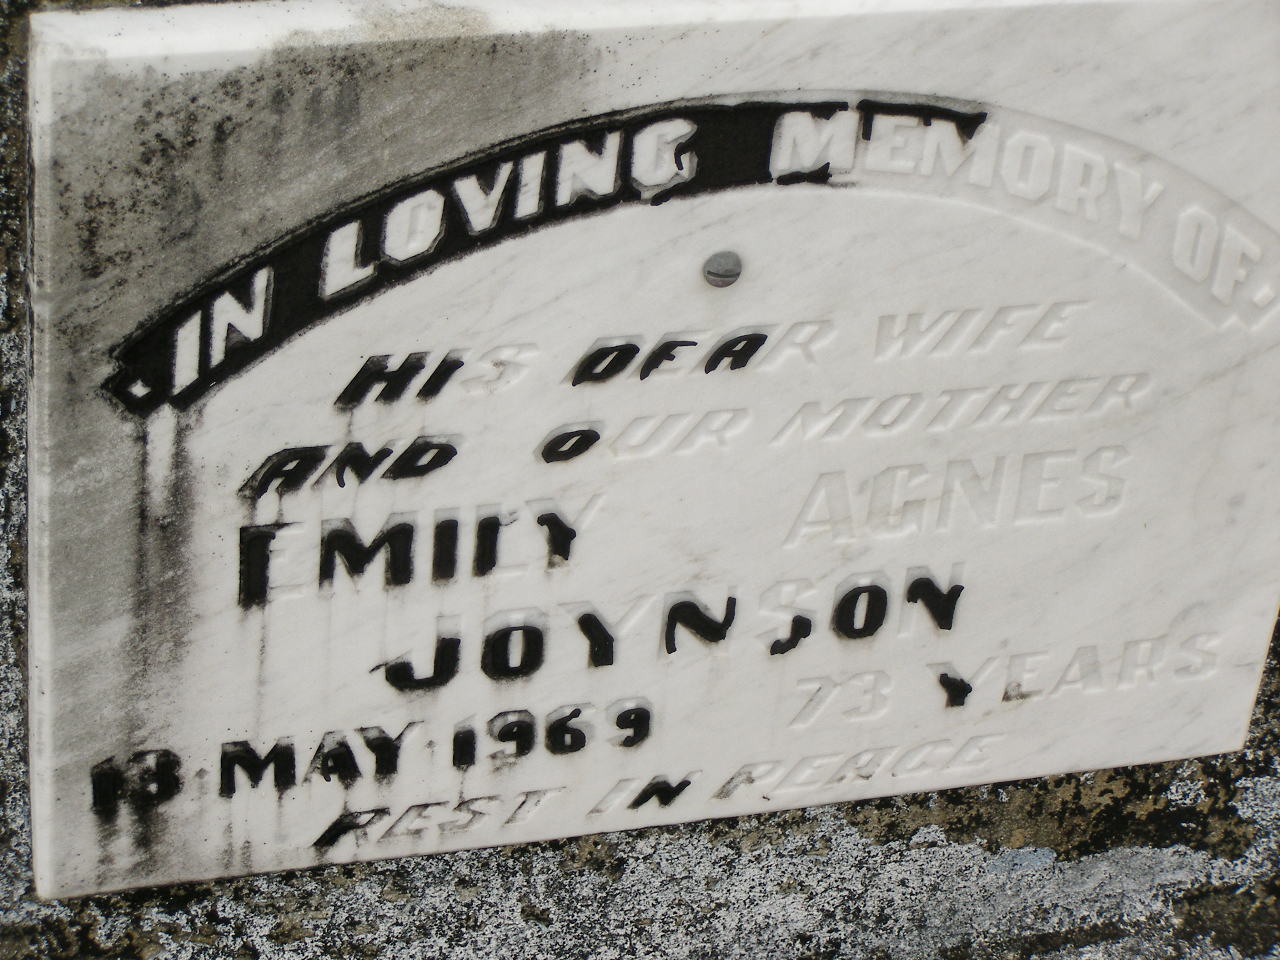 · IN LOVING MEMORY OF ·
HIS DEAR WIFE
AND OUR MOTHER
EMILY AGNES
JOYNSON
13 MAY 1969 73 YEARS
REST IN PEACE